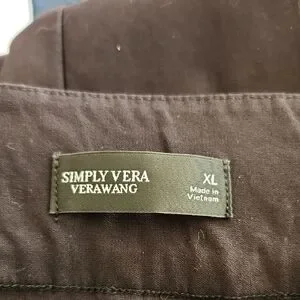 SIMPLY VERA
VERAWANG
XL
Made in
Vietnam